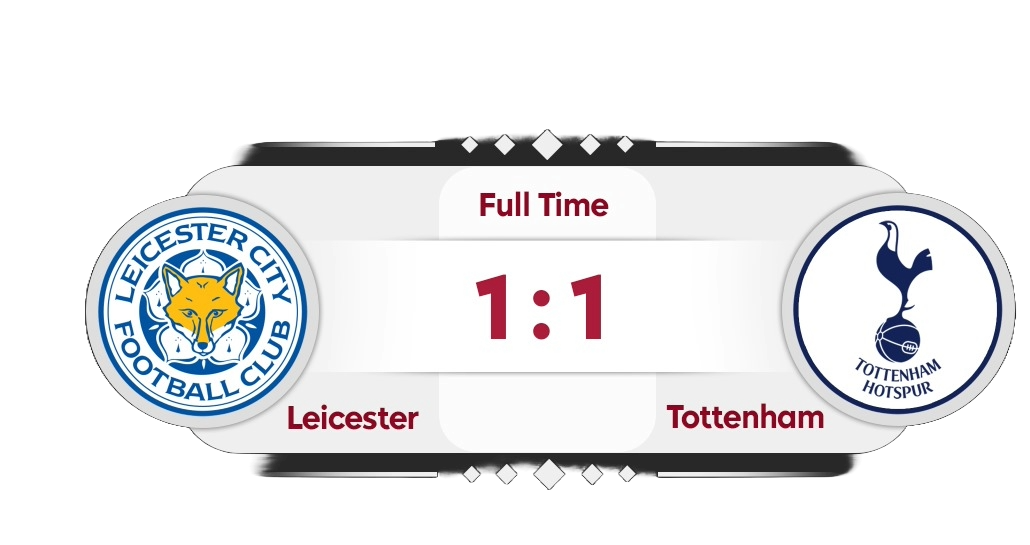 Full Time
LEICESTER CITY
FOOTBALL CLUB
1:1
TOTTENHAM
HOTSPUR
Leicester
Tottenham